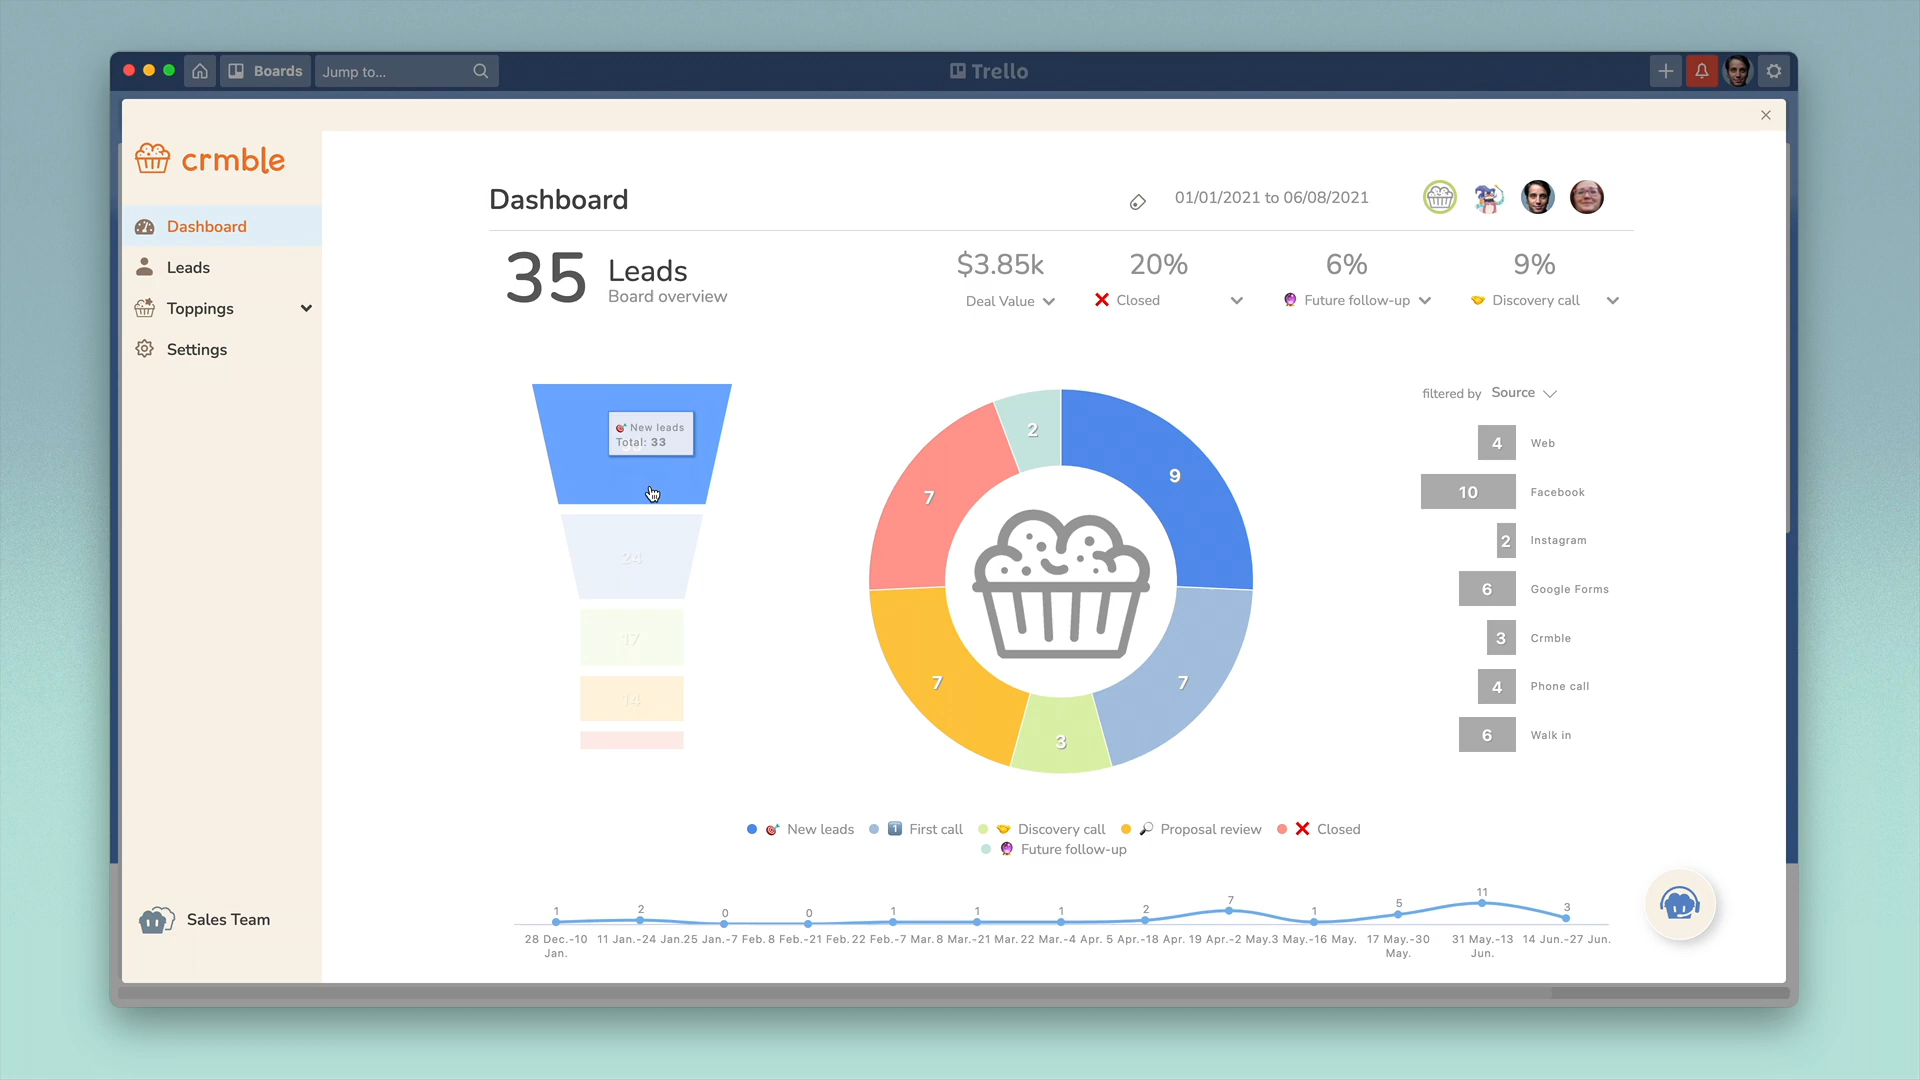 Boards
Jump to...
Trello
crmble
Dashboard
Leads
Toppings
Settings
Sales Team
Dashboard
01/01/2021 to 06/08/2021
35
Leads
Board overview
$3.85k
Deal Value
20%
❌ Closed
6%
🔮 Future follow-up
9%
🤝 Discovery call
🎯 New leads
Total: 33
24
17
14
2
9
7
7
7
3
filtered by Source
4 Web
10 Facebook
2 Instagram
6 Google Forms
3 Crmble
4 Phone call
6 Walk in
🎯 New leads
1️⃣ First call
🤝 Discovery call
🔎 Proposal review
❌ Closed
🔮 Future follow-up
1 2 0 0 1 1 1 2 7 1 5 11 3
28 Dec.-10 Jan.
11 Jan.-24 Jan.
25 Jan.-7 Feb.
8 Feb.-21 Feb.
22 Feb.-7 Mar.
8 Mar.-21 Mar.
22 Mar.-4 Apr.
5 Apr.-18 Apr.
19 Apr.-2 May.
3 May.-16 May.
17 May.-30 May.
31 May.-13 Jun.
14 Jun.-27 Jun.